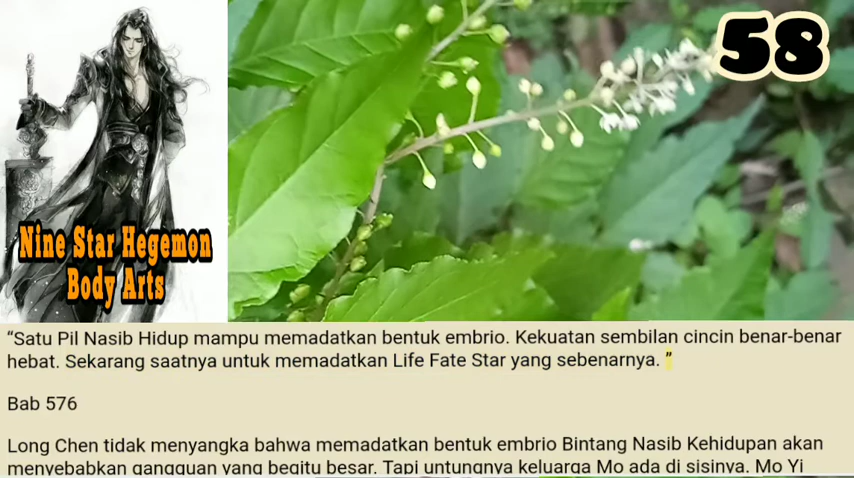 58
Nine Star Hegemon
Body Arts
“Satu Pil Nasib Hidup mampu memadatkan bentuk embrio. Kekuatan sembilan cincin benar-benar
hebat. Sekarang saatnya untuk memadatkan Life Fate Star yang sebenarnya. ”
Bab 576
Long Chen tidak menyangka bahwa memadatkan bentuk embrio Bintang Nasib Kehidupan akan
menyebabkan gangguan yang begitu besar. Tapi untungnya keluarga Mo ada di sisinya. Mo Yi